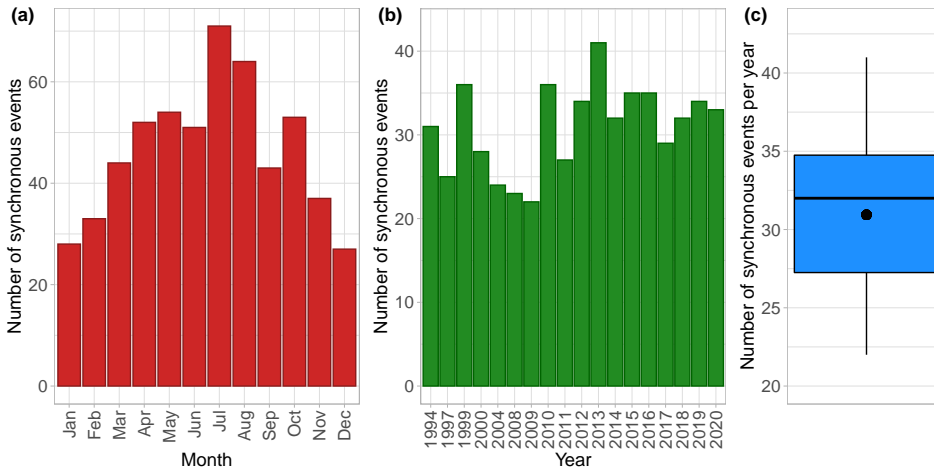 (a)
Number of synchronous events
60
40
20
0
Jan Feb Mar Apr May Jun Jul Aug Sep Oct Nov Dec
Month
(b)
Number of synchronous events
40
30
20
10
0
1994 1997 1999 2000 2004 2008 2009 2010 2011 2012 2013 2014 2015 2016 2017 2018 2019 2020
Year
(c)
Number of synchronous events per year
40
35
30
25
20